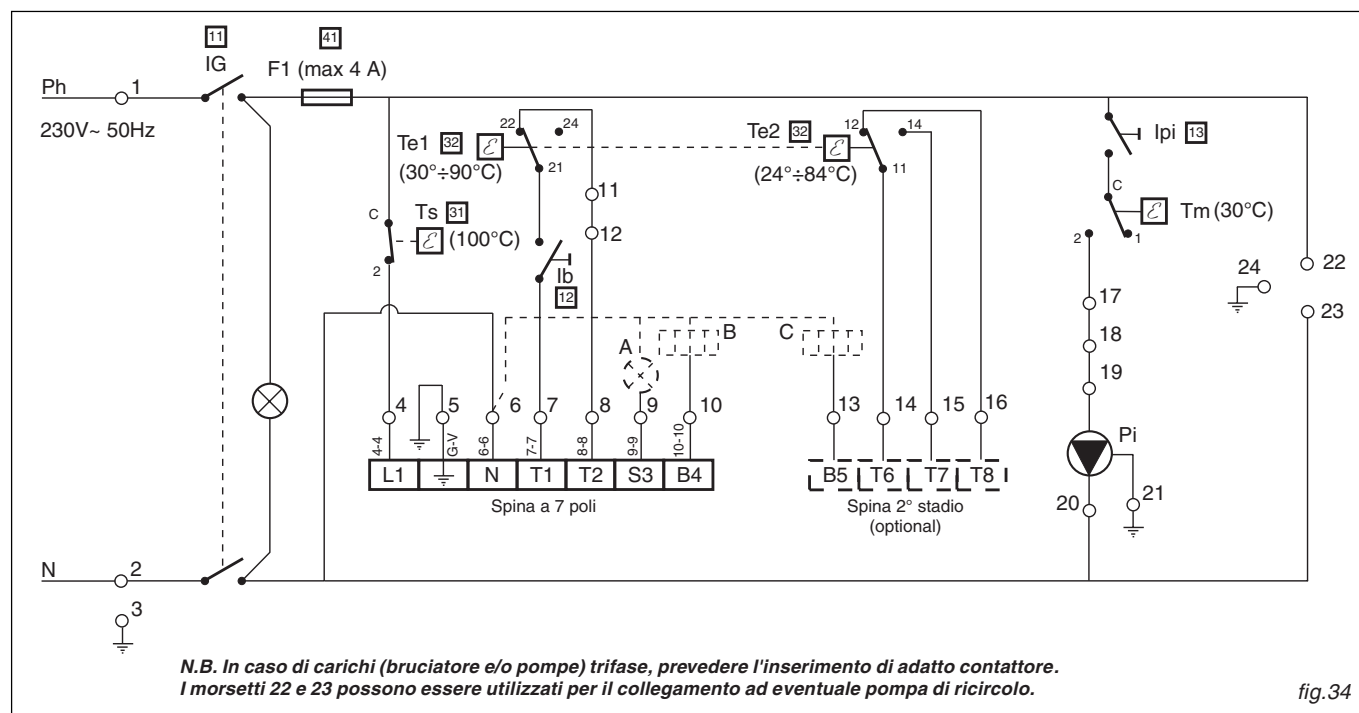 11
IG
41
F1 (max 4 A)
Ph
1
230V~ 50Hz
22
24
Te1
32
ℰ
(30°÷90°C)
21
11
12
Te2
32
ℰ
(24°÷84°C)
12
14
11
Ipi
13
C
ℰ
Tm (30°C)
2
1
C
Ts
31
ℰ
(100°C)
2
Ib
12
24
22
23
17
18
19
A
B
C
4
5
6
7
8
9
10
13
14
15
16
4-4
G-V
6-6
7-7
8-8
9-9
10-10
L1
N
T1
T2
S3
B4
B5
T6
T7
T8
Spina a 7 poli
Spina 2° stadio
(optional)
Pi
20
21
N
2
3
N.B. In caso di carichi (bruciatore e/o pompe) trifase, prevedere l'inserimento di adatto contattore.
I morsetti 22 e 23 possono essere utilizzati per il collegamento ad eventuale pompa di ricircolo.
fig.34